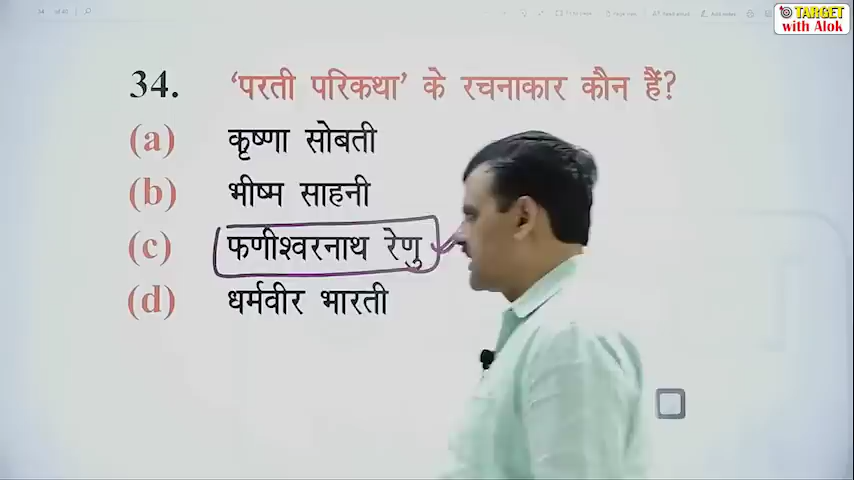 TARGET
with Alok
34. 'परती परिकथा' के रचनाकार कौन हैं?
(a) कृष्णा सोबती
(b) भीष्म साहनी
(c) फणीश्वरनाथ रेणु
(d) धर्मवीर भारती